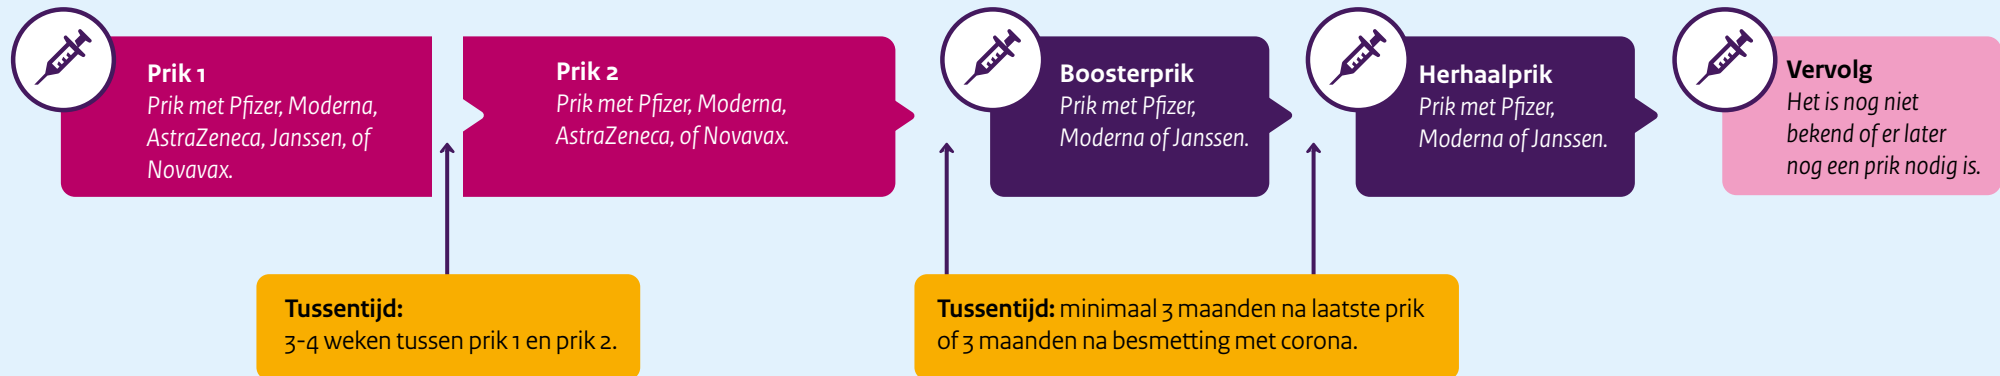 Prik 1
Prik met Pfizer, Moderna,
AstraZeneca, Janssen, of
Novavax.
Prik 2
Prik met Pfizer, Moderna,
AstraZeneca, of Novavax.
Boosterprik
Prik met Pfizer,
Moderna of Janssen.
Herhaalprik
Prik met Pfizer,
Moderna of Janssen.
Vervolg
Het is nog niet
bekend of er later
nog een prik nodig is.
Tussentijd:
3-4 weken tussen prik 1 en prik 2.
Tussentijd: minimaal 3 maanden na laatste prik
of 3 maanden na besmetting met corona.